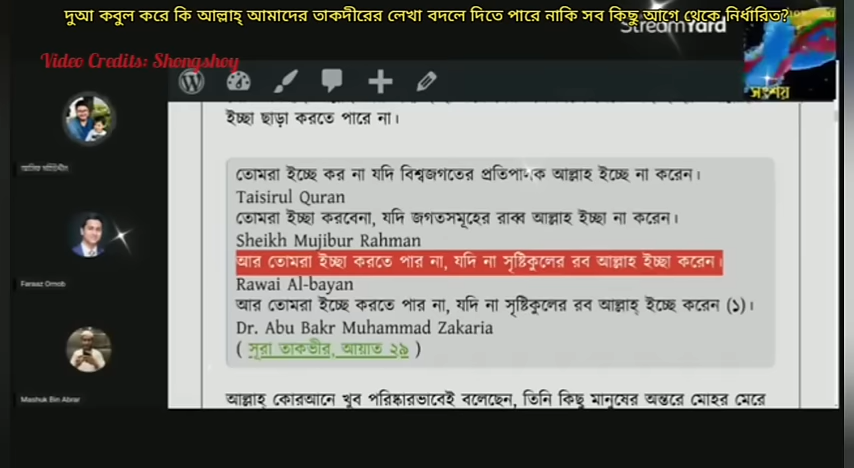 দুআ কবুল করে কি আল্লাহ্ আমাদের তাকদীরের লেখা বদলে দিতে পারে নাকি সব কিছু আগে থেকে নির্ধারিত?
StreamYard
Video Credits: Shongshoy
সংশয়
ইচ্ছা ছাড়া করতে পারে না।
তোমরা ইচ্ছে কর না যদি বিশ্বজগতের প্রতিপালক আল্লাহ ইচ্ছে না করেন।
Taisirul Quran
তোমরা ইচ্ছা করবেনা, যদি জগতসমূহের রাব্ব আল্লাহ ইচ্ছা না করেন।
Sheikh Mujibur Rahman
আর তোমরা ইচ্ছা করতে পার না, যদি না সৃষ্টিকুলের রব আল্লাহ ইচ্ছা করেন।
Rawai Al-bayan
আর তোমরা ইচ্ছে করতে পার না, যদি না সৃষ্টিকুলের রব আল্লাহ্ ইচ্ছে করেন (১)।
Dr. Abu Bakr Muhammad Zakaria
( সূরা তাকভীর, আয়াত ২৯ )
আল্লাহ্ কোরআনে খুব পরিষ্কারভাবেই বলেছেন, তিনি কিছু মানুষের অন্তরে মোহর মেরে
Faraaz Ornob
Mashuk Bin Abrar